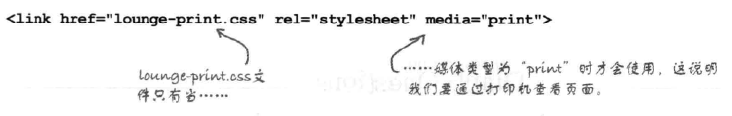 <link href="lounge-print.css" rel="stylesheet" media="print">
lounge-print.css文
件只有当……
……媒体类型为“print”时才会使用，这说明
我们要通过打印机查看页面。